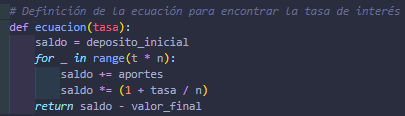 # Definición de la ecuación para encontrar la tasa de interés
def ecuacion(tasa):
    saldo = deposito_inicial
    for _ in range(t * n):
        saldo += aportes
        saldo *= (1 + tasa / n)
    return saldo - valor_final